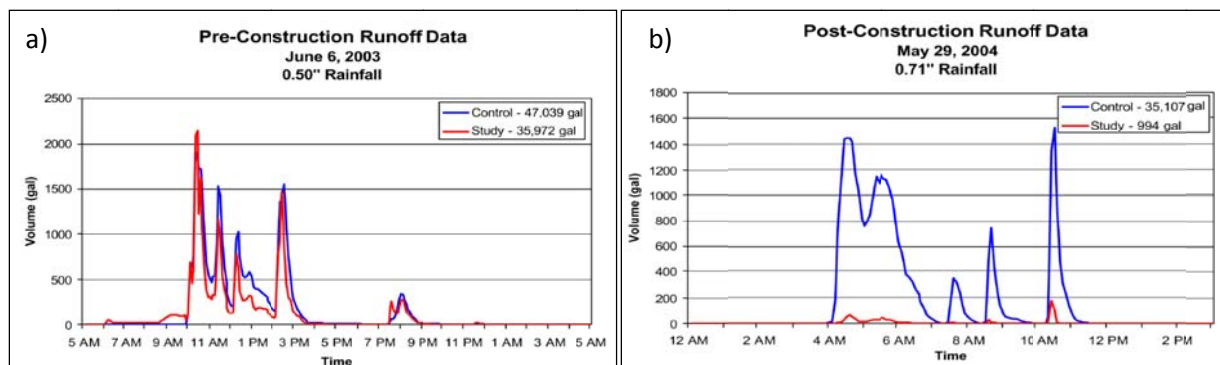 a)
Pre-Construction Runoff Data
June 6, 2003
0.50" Rainfall
Control - 47,039 gal
Study - 35,972 gal
Volume (gal)
2500
2000
1500
1000
500
0
5 AM 7 AM 9 AM 11 AM 1 PM 3 PM 5 PM 7 PM 9 PM 11 PM 1 AM 3 AM 5 AM
Time
b)
Post-Construction Runoff Data
May 29, 2004
0.71" Rainfall
Control - 35,107 gal
Study - 994 gal
Volume (gal)
1800
1600
1400
1200
1000
800
600
400
200
0
12 AM 2 AM 4 AM 6 AM 8 AM 10 AM 12 PM 2 PM
Time